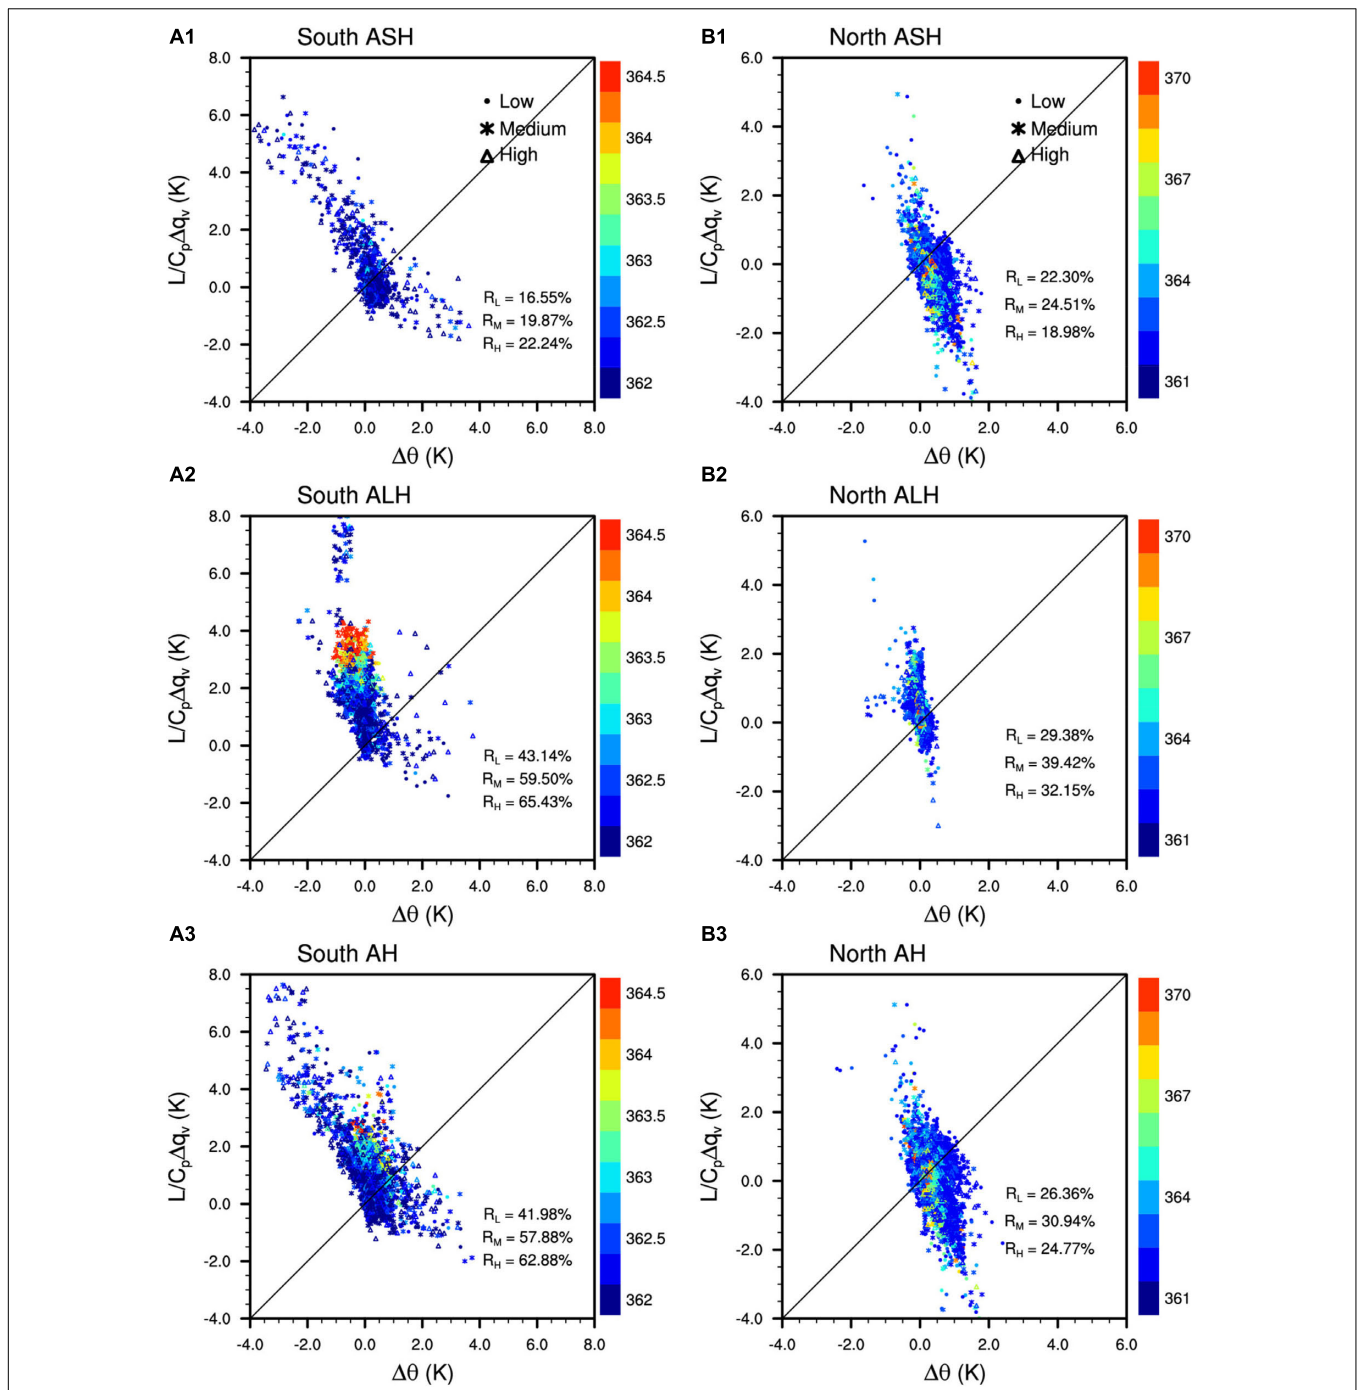 A1
South ASH
8.0
6.0
4.0
2.0
0.0
-2.0
-4.0
L/CpΔqv (K)
-4.0 -2.0 0.0 2.0 4.0 6.0 8.0
Δθ (K)
Low
Medium
High
RL = 16.55%
RM = 19.87%
RH = 22.24%
364.5
364
363.5
363
362.5
362
B1
North ASH
6.0
4.0
2.0
0.0
-2.0
-4.0
L/CpΔqv (K)
-4.0 -2.0 0.0 2.0 4.0 6.0
Δθ (K)
Low
Medium
High
RL = 22.30%
RM = 24.51%
RH = 18.98%
370
367
364
361
A2
South ALH
8.0
6.0
4.0
2.0
0.0
-2.0
-4.0
L/CpΔqv (K)
-4.0 -2.0 0.0 2.0 4.0 6.0 8.0
Δθ (K)
RL = 43.14%
RM = 59.50%
RH = 65.43%
364.5
364
363.5
363
362.5
362
B2
North ALH
6.0
4.0
2.0
0.0
-2.0
-4.0
L/CpΔqv (K)
-4.0 -2.0 0.0 2.0 4.0 6.0
Δθ (K)
RL = 29.38%
RM = 39.42%
RH = 32.15%
370
367
364
361
A3
South AH
8.0
6.0
4.0
2.0
0.0
-2.0
-4.0
L/CpΔqv (K)
-4.0 -2.0 0.0 2.0 4.0 6.0 8.0
Δθ (K)
RL = 41.98%
RM = 57.88%
RH = 62.88%
364.5
364
363.5
363
362.5
362
B3
North AH
6.0
4.0
2.0
0.0
-2.0
-4.0
L/CpΔqv (K)
-4.0 -2.0 0.0 2.0 4.0 6.0
Δθ (K)
RL = 26.36%
RM = 30.94%
RH = 24.77%
370
367
364
361